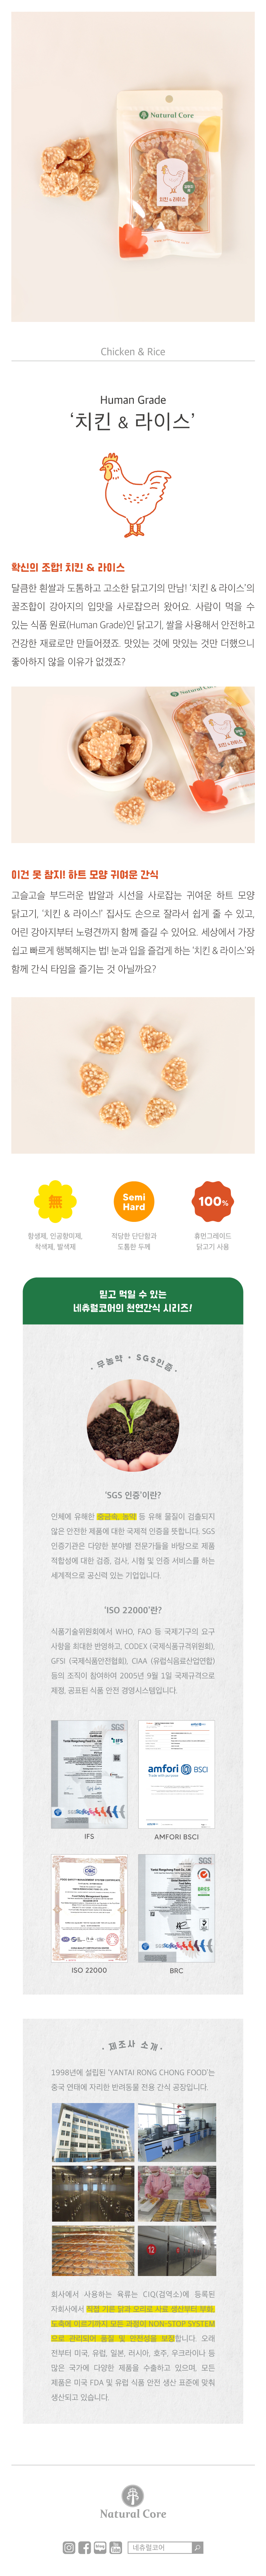 Natural Core
치킨 & 라이스
Chicken & Rice
Human Grade
‘치킨 & 라이스’
확신의 조합! 치킨 & 라이스
달큼한 흰쌀과 도톰하고 고소한 닭고기의 만남! ‘치킨 & 라이스’의
꿀조합이 강아지의 입맛을 사로잡으러 왔어요. 사람이 먹을 수
있는 식품 원료(Human Grade)인 닭고기, 쌀을 사용해서 안전하고
건강한 재료로만 만들어졌죠. 맛있는 것에 맛있는 것만 더했으니
좋아하지 않을 이유가 없겠죠?
Natural Core
이건 못 참지! 하트 모양 귀여운 간식
고슬고슬 부드러운 밥알과 시선을 사로잡는 귀여운 하트 모양
닭고기, ‘치킨 & 라이스!’ 집사도 손으로 잘라서 쉽게 줄 수 있고,
어린 강아지부터 노령견까지 함께 즐길 수 있어요. 세상에서 가장
쉽고 빠르게 행복해지는 법! 눈과 입을 즐겁게 하는 ‘치킨 & 라이스’와
함께 간식 타임을 즐기는 것 아닐까요?
無
항생제, 인공향미제,
착색제, 발색제
Semi
Hard
적당한 단단함과
도톰한 두께
100%
휴먼그레이드
닭고기 사용
믿고 먹일 수 있는
네츄럴코어의 천연간식 시리즈!
· 무농약 · SGS인증 ·
‘SGS 인증’이란?
인체에 유해한 중금속, 농약 등 유해 물질이 검출되지
않은 안전한 제품에 대한 국제적 인증을 뜻합니다. SGS
인증기관은 다양한 분야별 전문가들을 바탕으로 제품
적합성에 대한 검증, 검사, 시험 및 인증 서비스를 하는
세계적으로 공신력 있는 기업입니다.
‘ISO 22000’란?
식품기술위원회에서 WHO, FAO 등 국제기구의 요구
사항을 최대한 반영하고, CODEX (국제식품규격위원회),
GFSI (국제식품안전협회), CIAA (유럽식음료산업연합)
등의 조직이 참여하여 2005년 9월 1일 국제규격으로
제정, 공표된 식품 안전 경영시스템입니다.
SGS
IFS
amfori BSCI
AMFORI BSCI
CQC
ISO 22000
SGS
BRC
· 제조사 소개 ·
1998년에 설립된 ‘YANTAI RONG CHONG FOOD’는
중국 연태에 자리한 반려동물 전용 간식 공장입니다.
12
회사에서 사용하는 육류는 CIQ(검역소)에 등록된
자회사에서 직접 기른 닭과 오리로 사료 생산부터 부화,
도축에 이르기까지 모든 과정이 NON-STOP SYSTEM
으로 관리되어 품질 및 안전성을 보장합니다. 오래
전부터 미국, 유럽, 일본, 러시아, 호주, 우크라이나 등
많은 국가에 다양한 제품을 수출하고 있으며, 모든
제품은 미국 FDA 및 유럽 식품 안전 생산 표준에 맞춰
생산되고 있습니다.
Natural Core
네츄럴코어